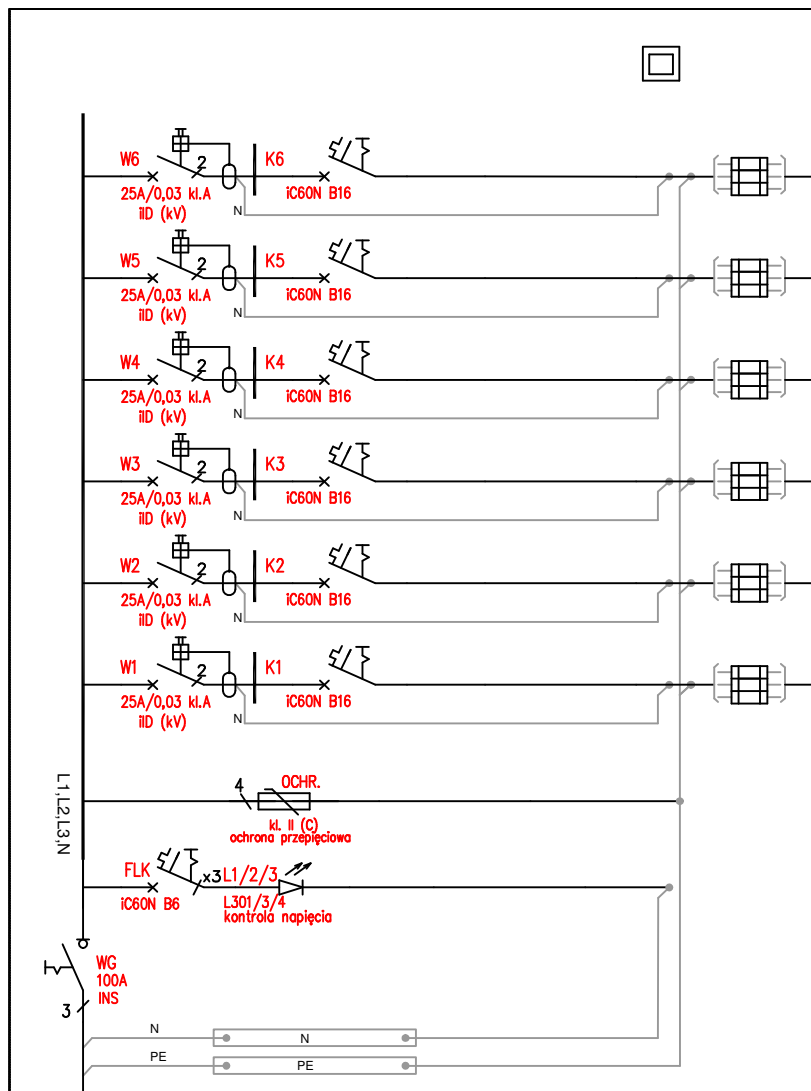 W6
2
K6
25A/0,03 kl.A
iID (kV)
N
iC60N B16
W5
2
K5
25A/0,03 kl.A
iID (kV)
N
iC60N B16
W4
2
K4
25A/0,03 kl.A
iID (kV)
N
iC60N B16
W3
2
K3
25A/0,03 kl.A
iID (kV)
N
iC60N B16
W2
2
K2
25A/0,03 kl.A
iID (kV)
N
iC60N B16
W1
2
K1
25A/0,03 kl.A
iID (kV)
N
iC60N B16
L1,L2,L3,N
4
OCHR.
kl. II (C)
ochrona przepięciowa
FLK
x3
L1/2/3
iC60N B6
L301/3/4
kontrola napięcia
WG
100A
INS
3
N
N
PE
PE